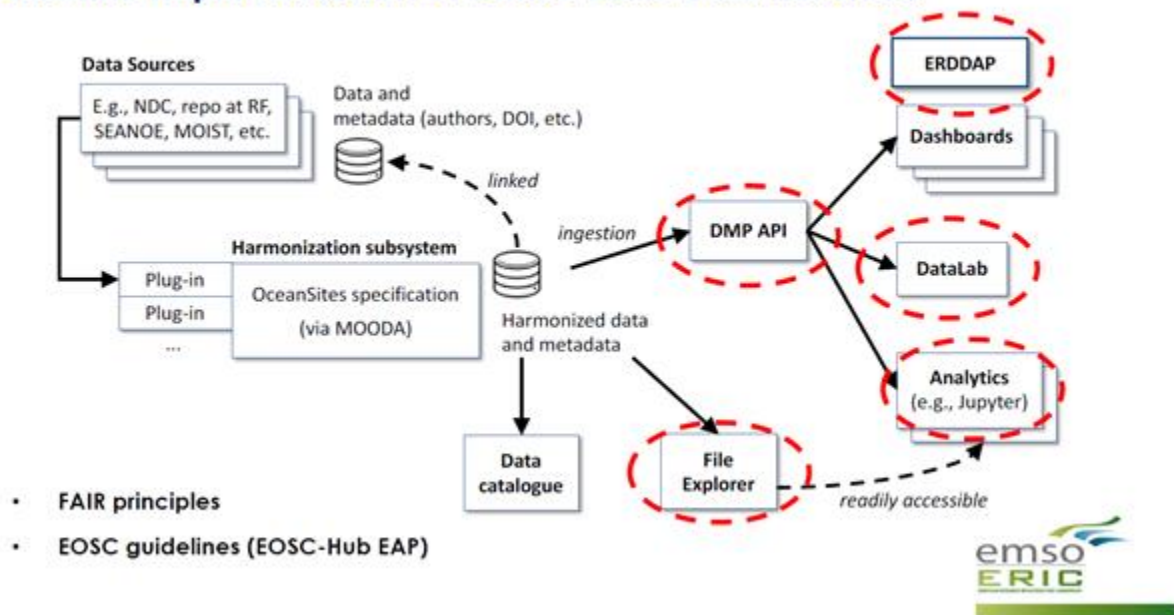 Data Sources
E.g., NDC, repo at RF,
SEANOE, MOIST, etc.
Data and
metadata (authors, DOI, etc.)
linked
Harmonization subsystem
Plug-in
Plug-in
...
OceanSites specification
(via MOODA)
Harmonized data
and metadata
ingestion
DMP API
ERDDAP
Dashboards
DataLab
Analytics
(e.g., Jupyter)
Data
catalogue
File
Explorer
readily accessible
• FAIR principles
• EOSC guidelines (EOSC-Hub EAP)
emso
ERIC